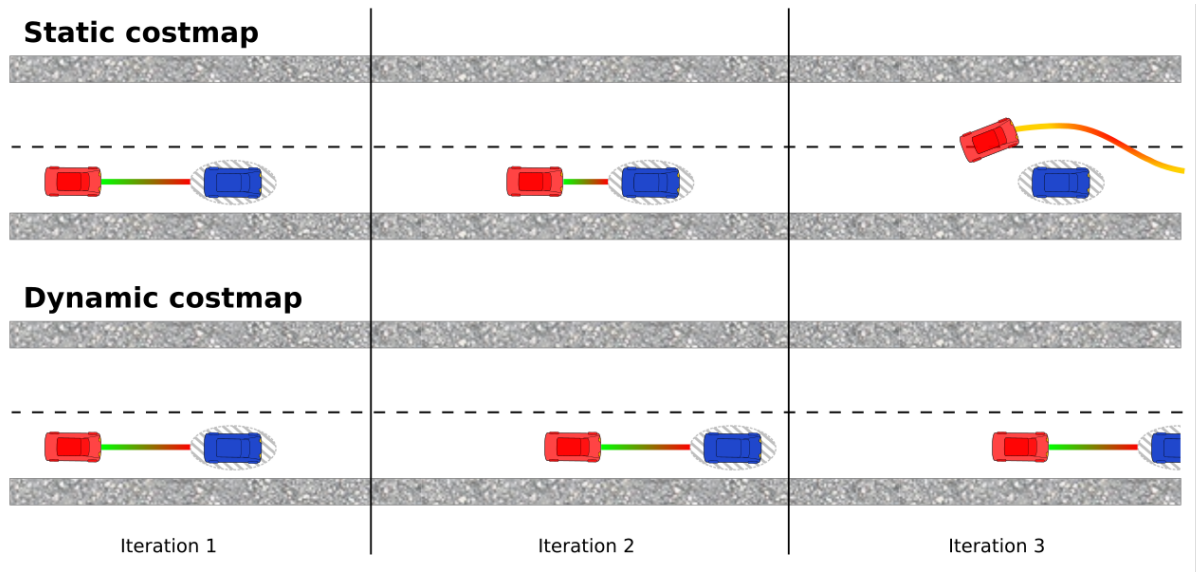 Static costmap
Dynamic costmap
Iteration 1
Iteration 2
Iteration 3